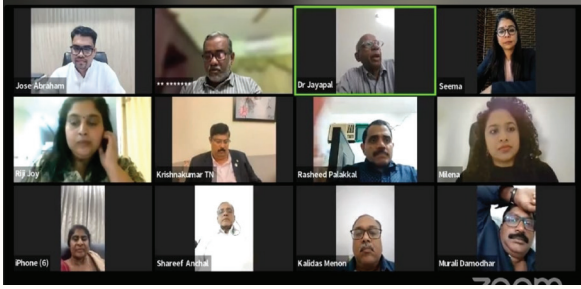 Jose Abraham
** *******
Dr Jayapal
Seema
Riji Joy
Krishnakumar TN
Rasheed Palakkal
Milena
iPhone (6)
Shareef Anchal
Kalidas Menon
Murali Damodhar
zoom